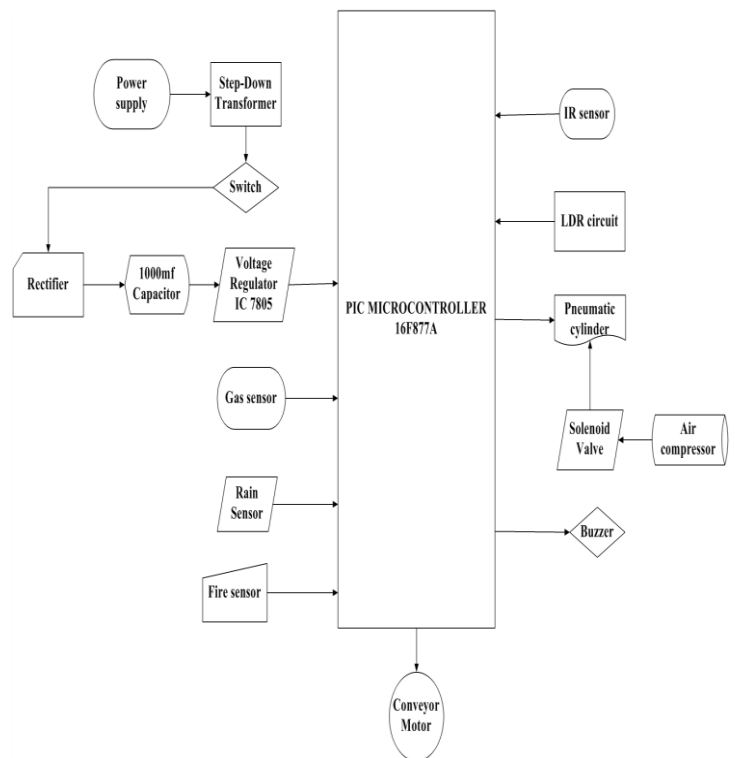 Power
supply
Step-Down
Transformer
Switch
Rectifier
1000mf
Capacitor
Voltage
Regulator
IC 7805
Gas sensor
Rain
Sensor
Fire sensor
PIC MICROCONTROLLER
16F877A
IR sensor
LDR circuit
Pneumatic
cylinder
Solenoid
Valve
Air
compressor
Buzzer
Conveyor
Motor